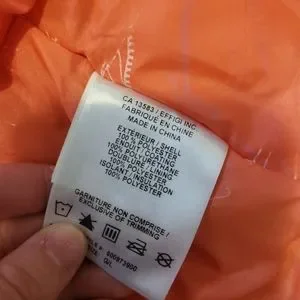 CA 13583 / EFFIGI INC
FABRIQUÉ EN CHINE
MADE IN CHINA
EXTÉRIEUR / SHELL
100 % POLYESTER
ENDUIT/COATING
100% POLYURETHANE
DOUBLURE / LINING
100% POLYESTER
ISOLANT / INSULATION
100% POLYESTER
GARNITURE NON COMPRISE /
EXCLUSIVE OF TRIMMING